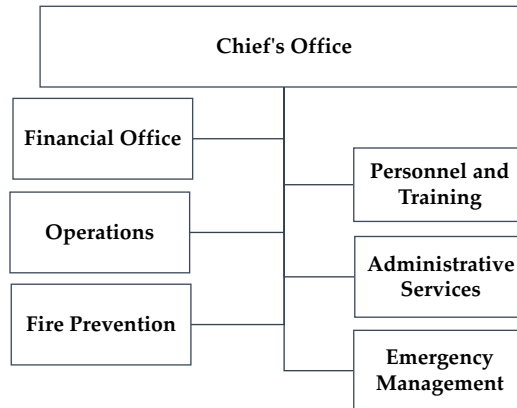 Chief's Office
Financial Office
Operations
Fire Prevention
Personnel and
Training
Administrative
Services
Emergency
Management